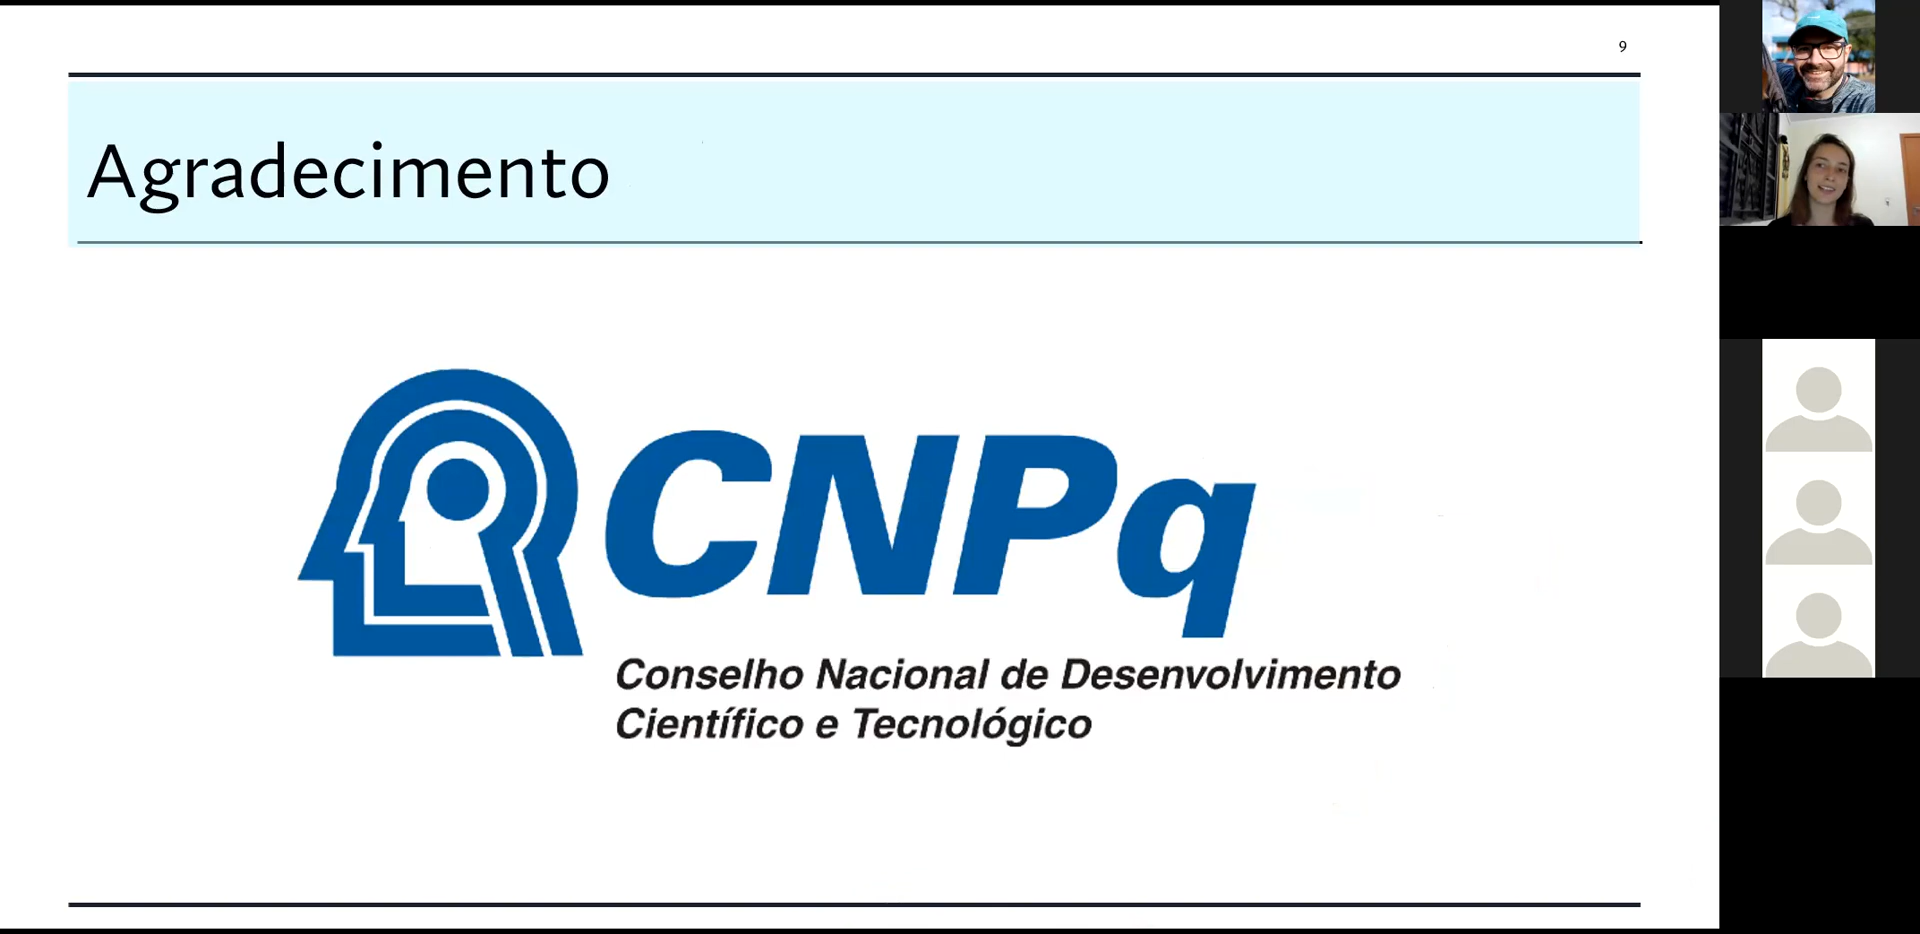 9
Agradecimento
CNPq
Conselho Nacional de Desenvolvimento
Científico e Tecnológico